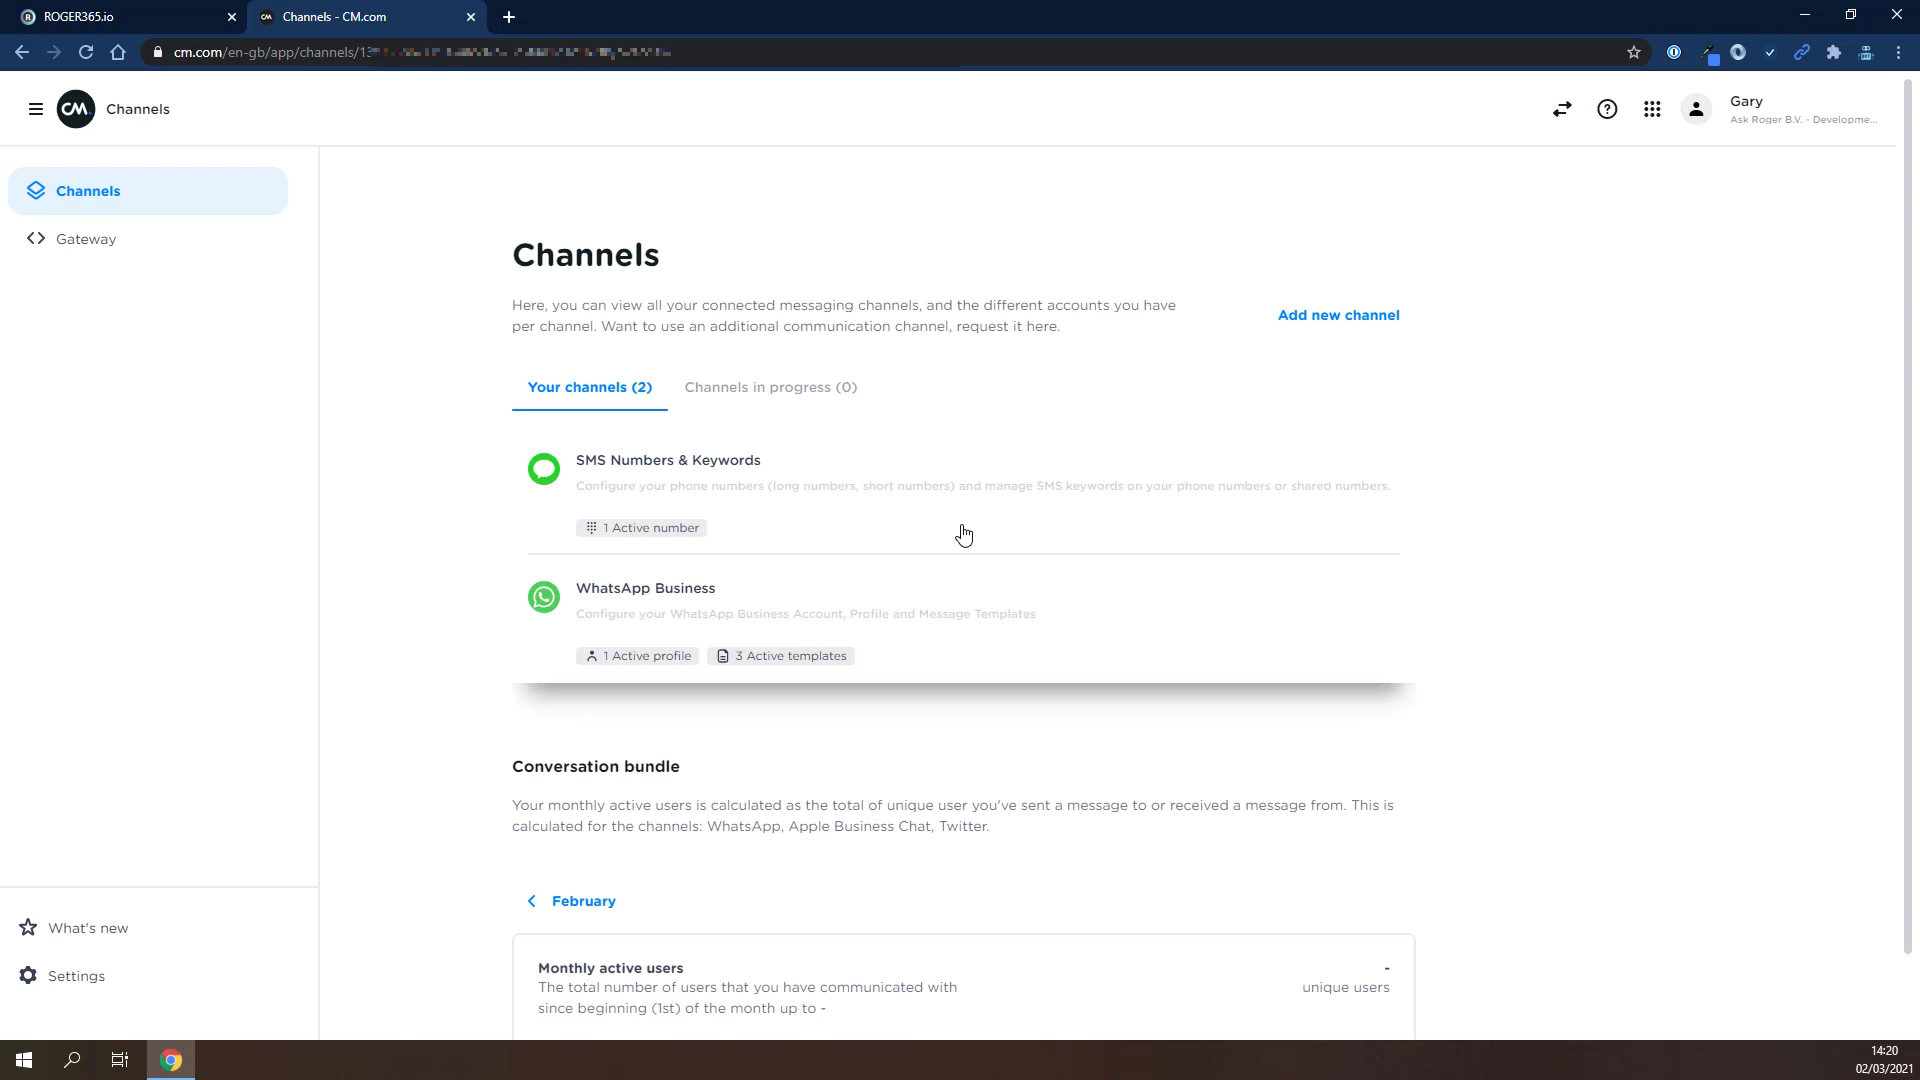 ROGER365.io
Channels - CM.com
cm.com/en-gb/app/channels/13
CM.
Channels
Gary
Ask Roger B.V. - Developme...
Channels
Gateway
Channels
Here, you can view all your connected messaging channels, and the different accounts you have
per channel. Want to use an additional communication channel, request it here.
Add new channel
Your channels (2)
Channels in progress (0)
SMS Numbers & Keywords
Configure your phone numbers (long numbers, short numbers) and manage SMS keywords on your phone numbers or shared numbers.
1 Active number
WhatsApp Business
Configure your WhatsApp Business Account, Profile and Message Templates
1 Active profile
3 Active templates
Conversation bundle
Your monthly active users is calculated as the total of unique user you've sent a message to or received a message from. This is
calculated for the channels: WhatsApp, Apple Business Chat, Twitter.
February
Monthly active users
-
The total number of users that you have communicated with
unique users
since beginning (1st) of the month up to -
What's new
Settings
14:20
02/03/2021